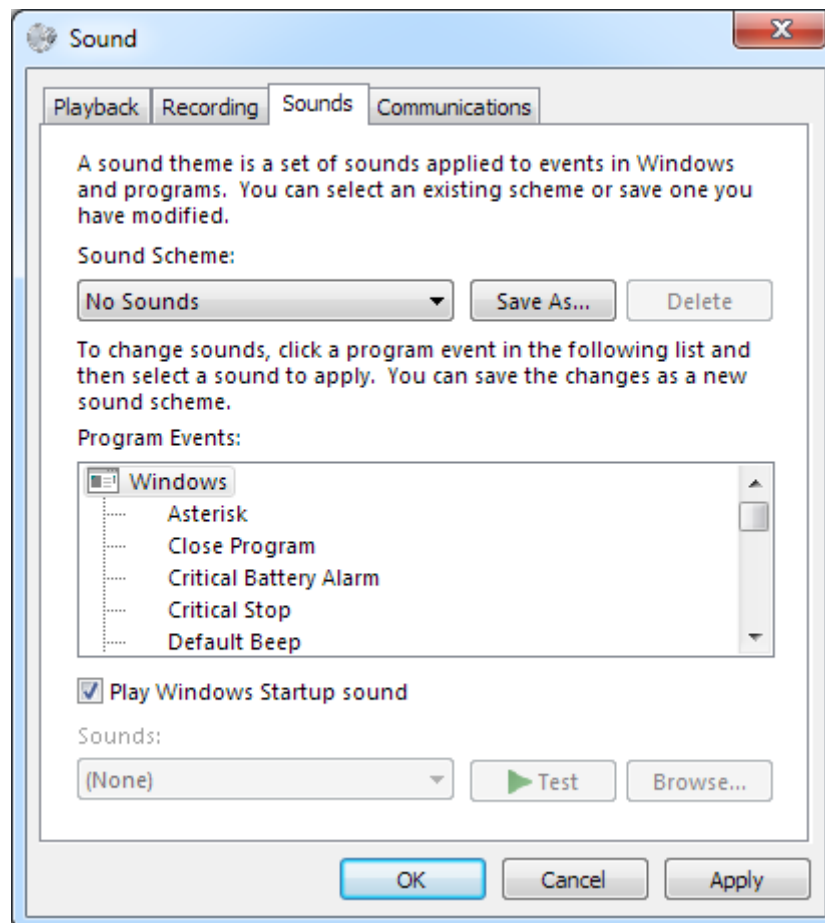 Sound
Playback Recording Sounds Communications
A sound theme is a set of sounds applied to events in Windows
and programs.  You can select an existing scheme or save one you
have modified.
Sound Scheme:
No Sounds Save As... Delete
To change sounds, click a program event in the following list and
then select a sound to apply.  You can save the changes as a new
sound scheme.
Program Events:
Windows
Asterisk
Close Program
Critical Battery Alarm
Critical Stop
Default Beep
Play Windows Startup sound
Sounds:
(None) Test Browse...
OK Cancel Apply